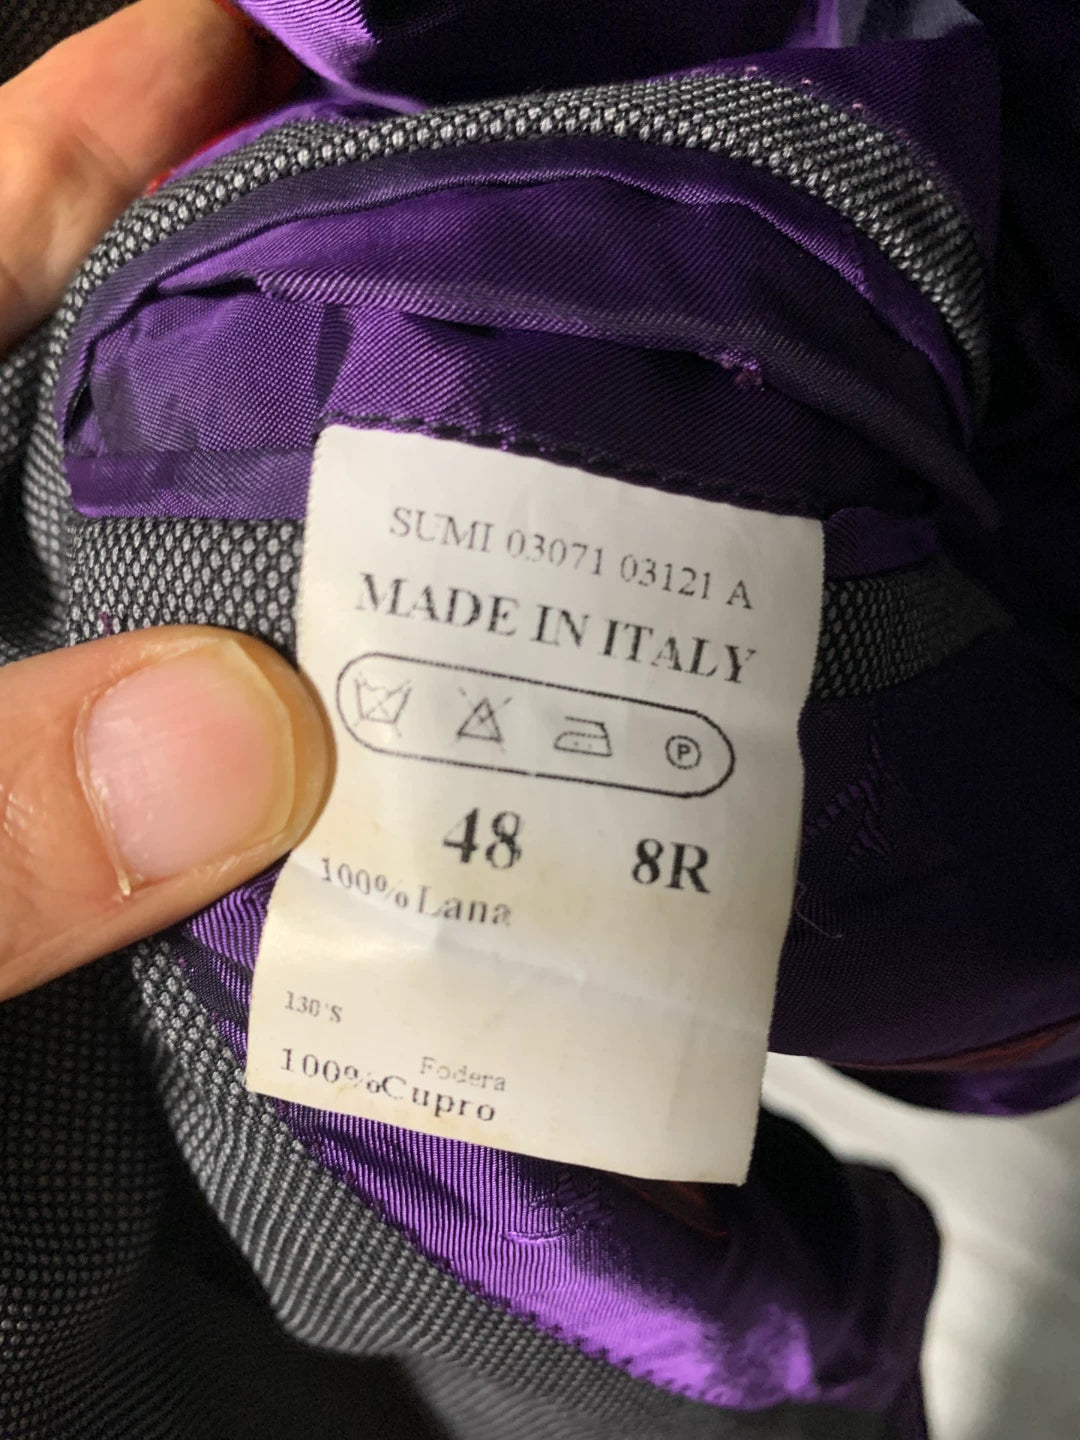 SUMI 03071 03121 A
MADE IN ITALY
P
48 8R
100% Lana
130'S
Fodera
100%Cupro